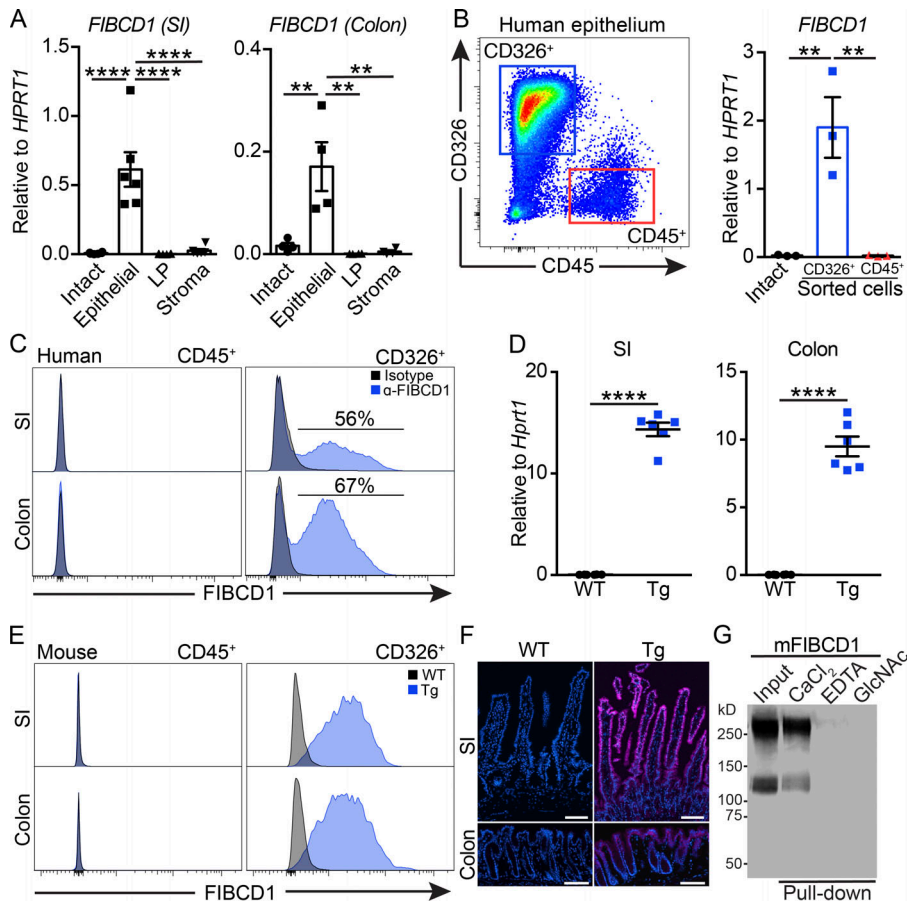 A
FIBCD1 (SI)
****
**** ****
Relative to HPRT1
1.5
1.0
0.5
0.0
Intact
Epithelial
LP
Stroma
FIBCD1 (Colon)
**
** **
0.4
0.2
0.0
Intact
Epithelial
LP
Stroma
B
Human epithelium
CD326⁺
CD326
CD45⁺
CD45
FIBCD1
** **
Relative to HPRT1
3
2
1
0
Intact
CD326⁺ CD45⁺
Sorted cells
C
Human CD45⁺ CD326⁺
Isotype
α-FIBCD1
SI
56%
Colon
67%
FIBCD1
D
SI
****
Relative to Hprt1
20
10
0
WT Tg
Colon
****
15
10
5
0
WT Tg
E
Mouse CD45⁺ CD326⁺
WT
Tg
SI
Colon
FIBCD1
F
WT Tg
SI
Colon
G
mFIBCD1
Input
CaCl₂
EDTA
GlcNAc
kD
250
150
100
75
50
Pull-down